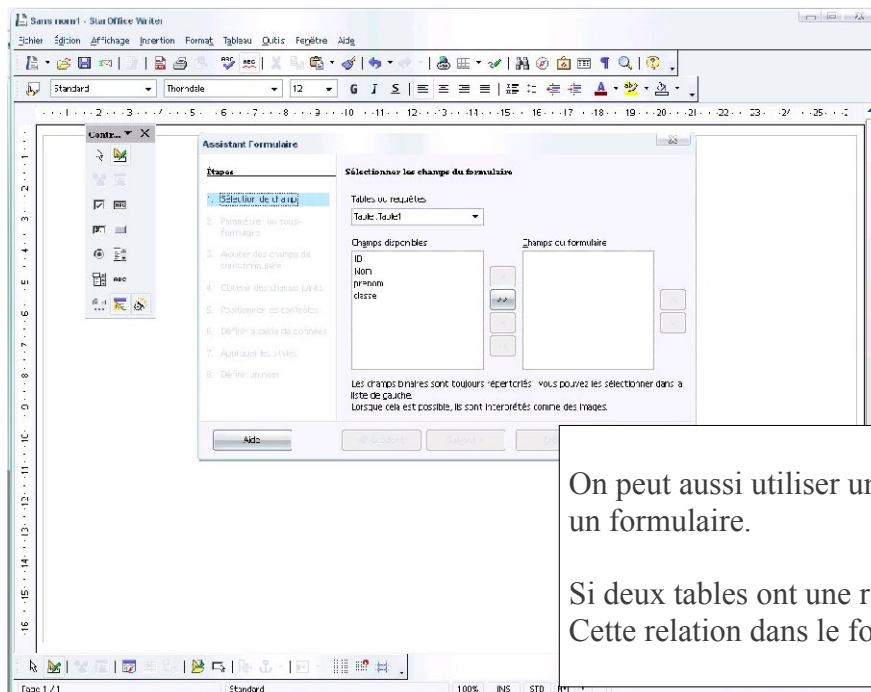 Sans nom1 - StarOffice Writer
Fichier Édition Affichage Insertion Format Tableau Outils Fenêtre Aide
Standard Thorndale 12 G I S
Contr...
Assistant Formulaire
Étapes
1. Sélection de champ
2. Paramétrer un sous-formulaire
3. Ajouter des champs de sous-formulaire
4. Obtenir des champs joints
5. Positionner les contrôles
6. Définir la saisie de données
7. Appliquer les styles
8. Définir un nom
Sélectionner les champs du formulaire
Tables ou requêtes
Table: Table1
Champs disponibles
Champs du formulaire
ID
Nom
prenom
classe
>>
Les champs binaires sont toujours répertoriés vous pouvez les sélectionner dans la
liste de gauche.
Lorsque cela est possible, ils sont interprétés comme des images.
Aide
Suivant >
On peut aussi utiliser un
un formulaire.
Si deux tables ont une r
Cette relation dans le fo
Page 1 / 1 Standard 100% INS STD